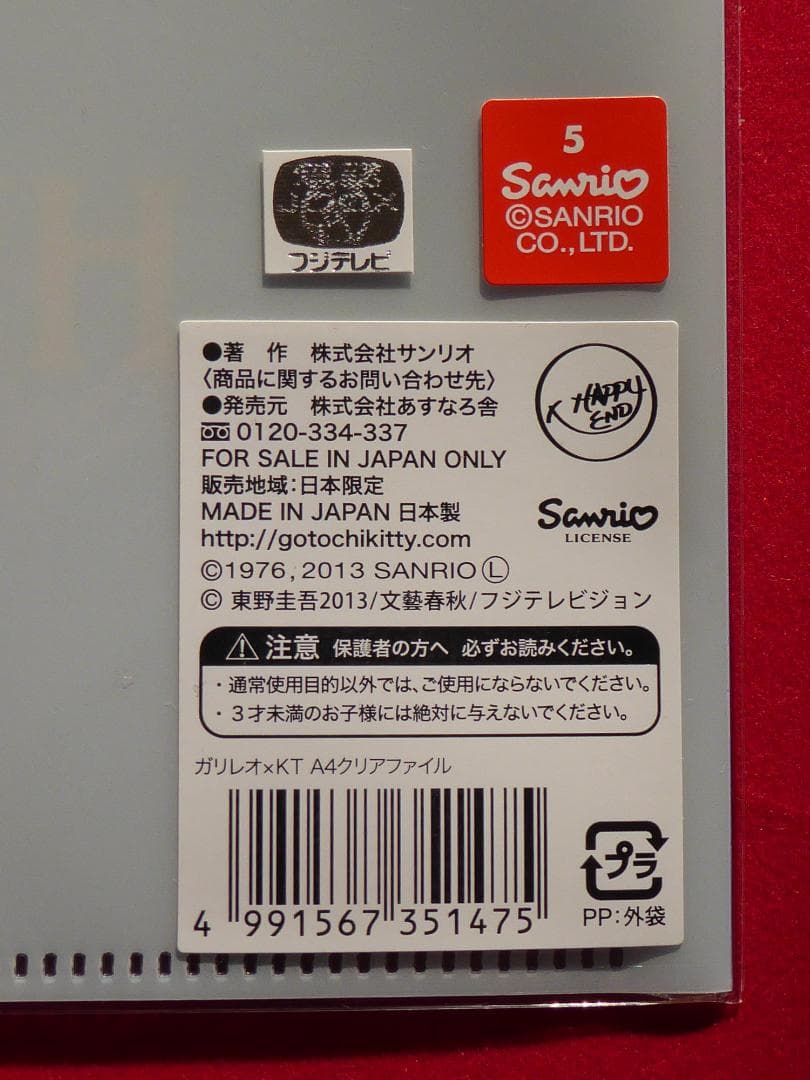 フジテレビ
5
Sanrio
©SANRIO
CO.,LTD.
●著　作　株式会社サンリオ
〈商品に関するお問い合わせ先〉
●発売元　株式会社あすなろ舎
0120-334-337
FOR SALE IN JAPAN ONLY
販売地域:日本限定
MADE IN JAPAN 日本製
http://gotochikitty.com
©1976, 2013 SANRIO Ⓛ
© 東野圭吾2013/文藝春秋/フジテレビジョン
K HAPPY
END
Sanrio
LICENSE
⚠注意 保護者の方へ 必ずお読みください。
・通常使用目的以外では、ご使用にならないでください。
・3才未満のお子様には絶対に与えないでください。
ガリレオ×KT A4クリアファイル
4 991567 351475
プラ
PP:外袋